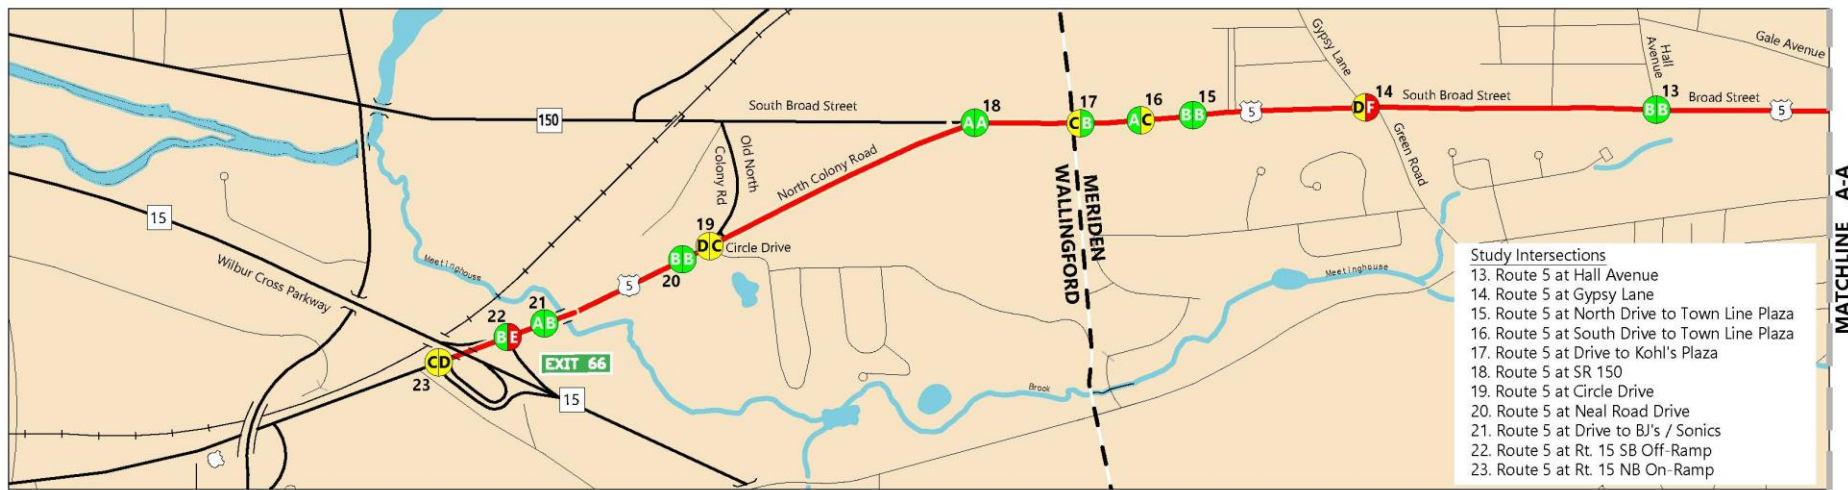 Gypsy Lane
Hall
Avenue
Gale Avenue
150
South Broad Street
18
AA
17
CB
16
AC
15
BB
5
14
DF
South Broad Street
13
BB
Broad Street
5
Old North
Colony Rd
North Colony Road
Green Road
MERIDEN
WALLINGFORD
MATCHLINE A-A
15
Wilbur Cross Parkway
Meetinghouse
19
DC
Circle Drive
BB
20
5
21
AB
22
BE
EXIT 66
CD
23
15
Meetinghouse
Brook
Study Intersections
13. Route 5 at Hall Avenue
14. Route 5 at Gypsy Lane
15. Route 5 at North Drive to Town Line Plaza
16. Route 5 at South Drive to Town Line Plaza
17. Route 5 at Drive to Kohl's Plaza
18. Route 5 at SR 150
19. Route 5 at Circle Drive
20. Route 5 at Neal Road Drive
21. Route 5 at Drive to BJ's / Sonics
22. Route 5 at Rt. 15 SB Off-Ramp
23. Route 5 at Rt. 15 NB On-Ramp